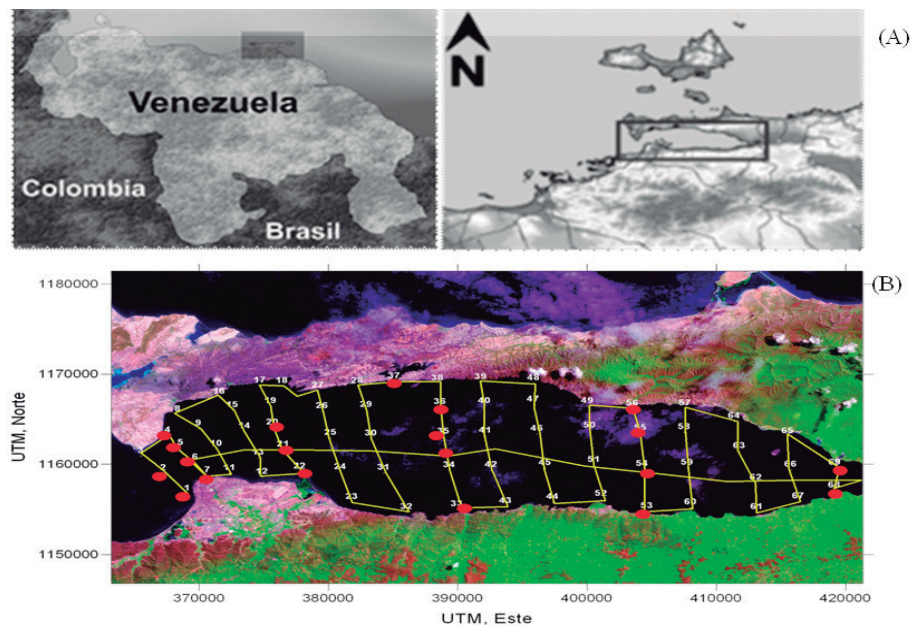 (A)
Venezuela
Colombia
Brasil
N
(B)
1180000
1170000
1160000
1150000
UTM, Norte
17 18 27 28 37 38 39 48
16 19 26 29 36 40 47 49 56 57
8 15 20 25 30 35 41 46 50 55 58 64
9 14 21 24 31 34 42 45 51 54 59 63 65
4 5 10 13 22 23 32 33 43 44 52 53 60 62 66 69
3 6 11 12 61 67 68
2 7
1
370000 380000 390000 400000 410000 420000
UTM, Este